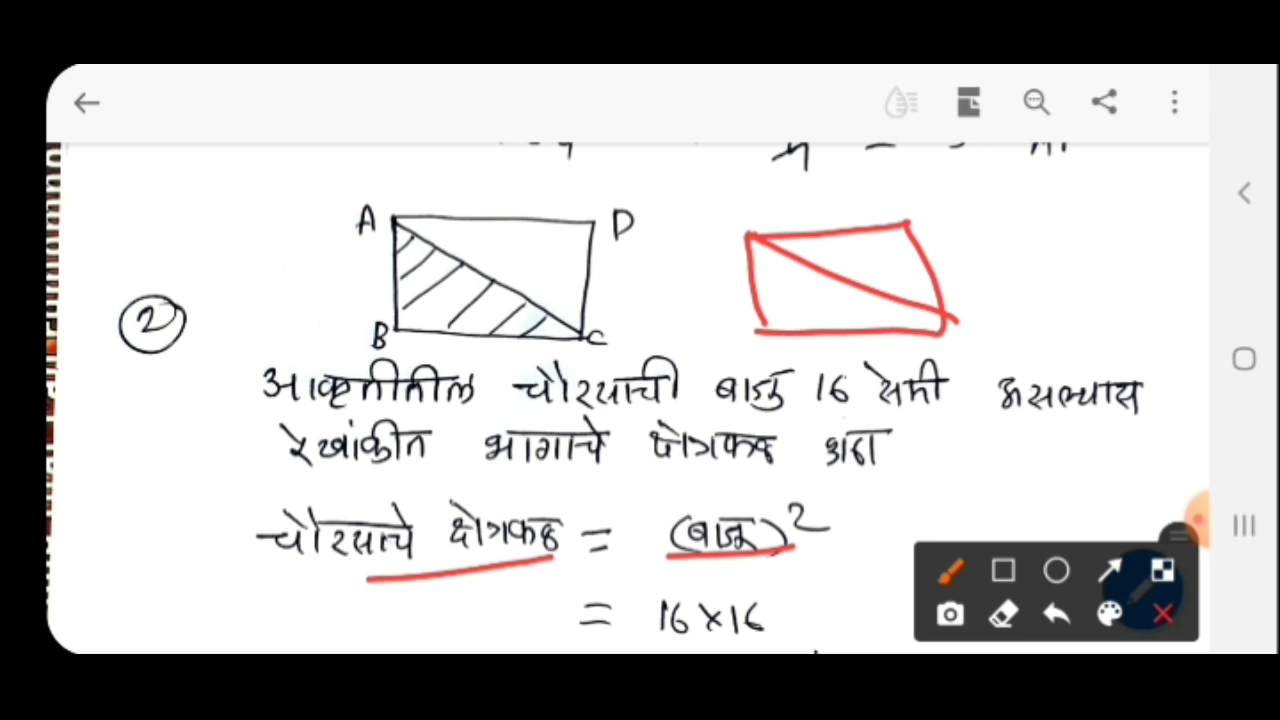 A D
②
B C
आकृतीतील चौरसाची बाजु 16 सेमी असल्यास
रेखांकीत भागाचे क्षेत्रफळ
चौरसाचे क्षेत्रफळ = (बाजू)²
= 16×16